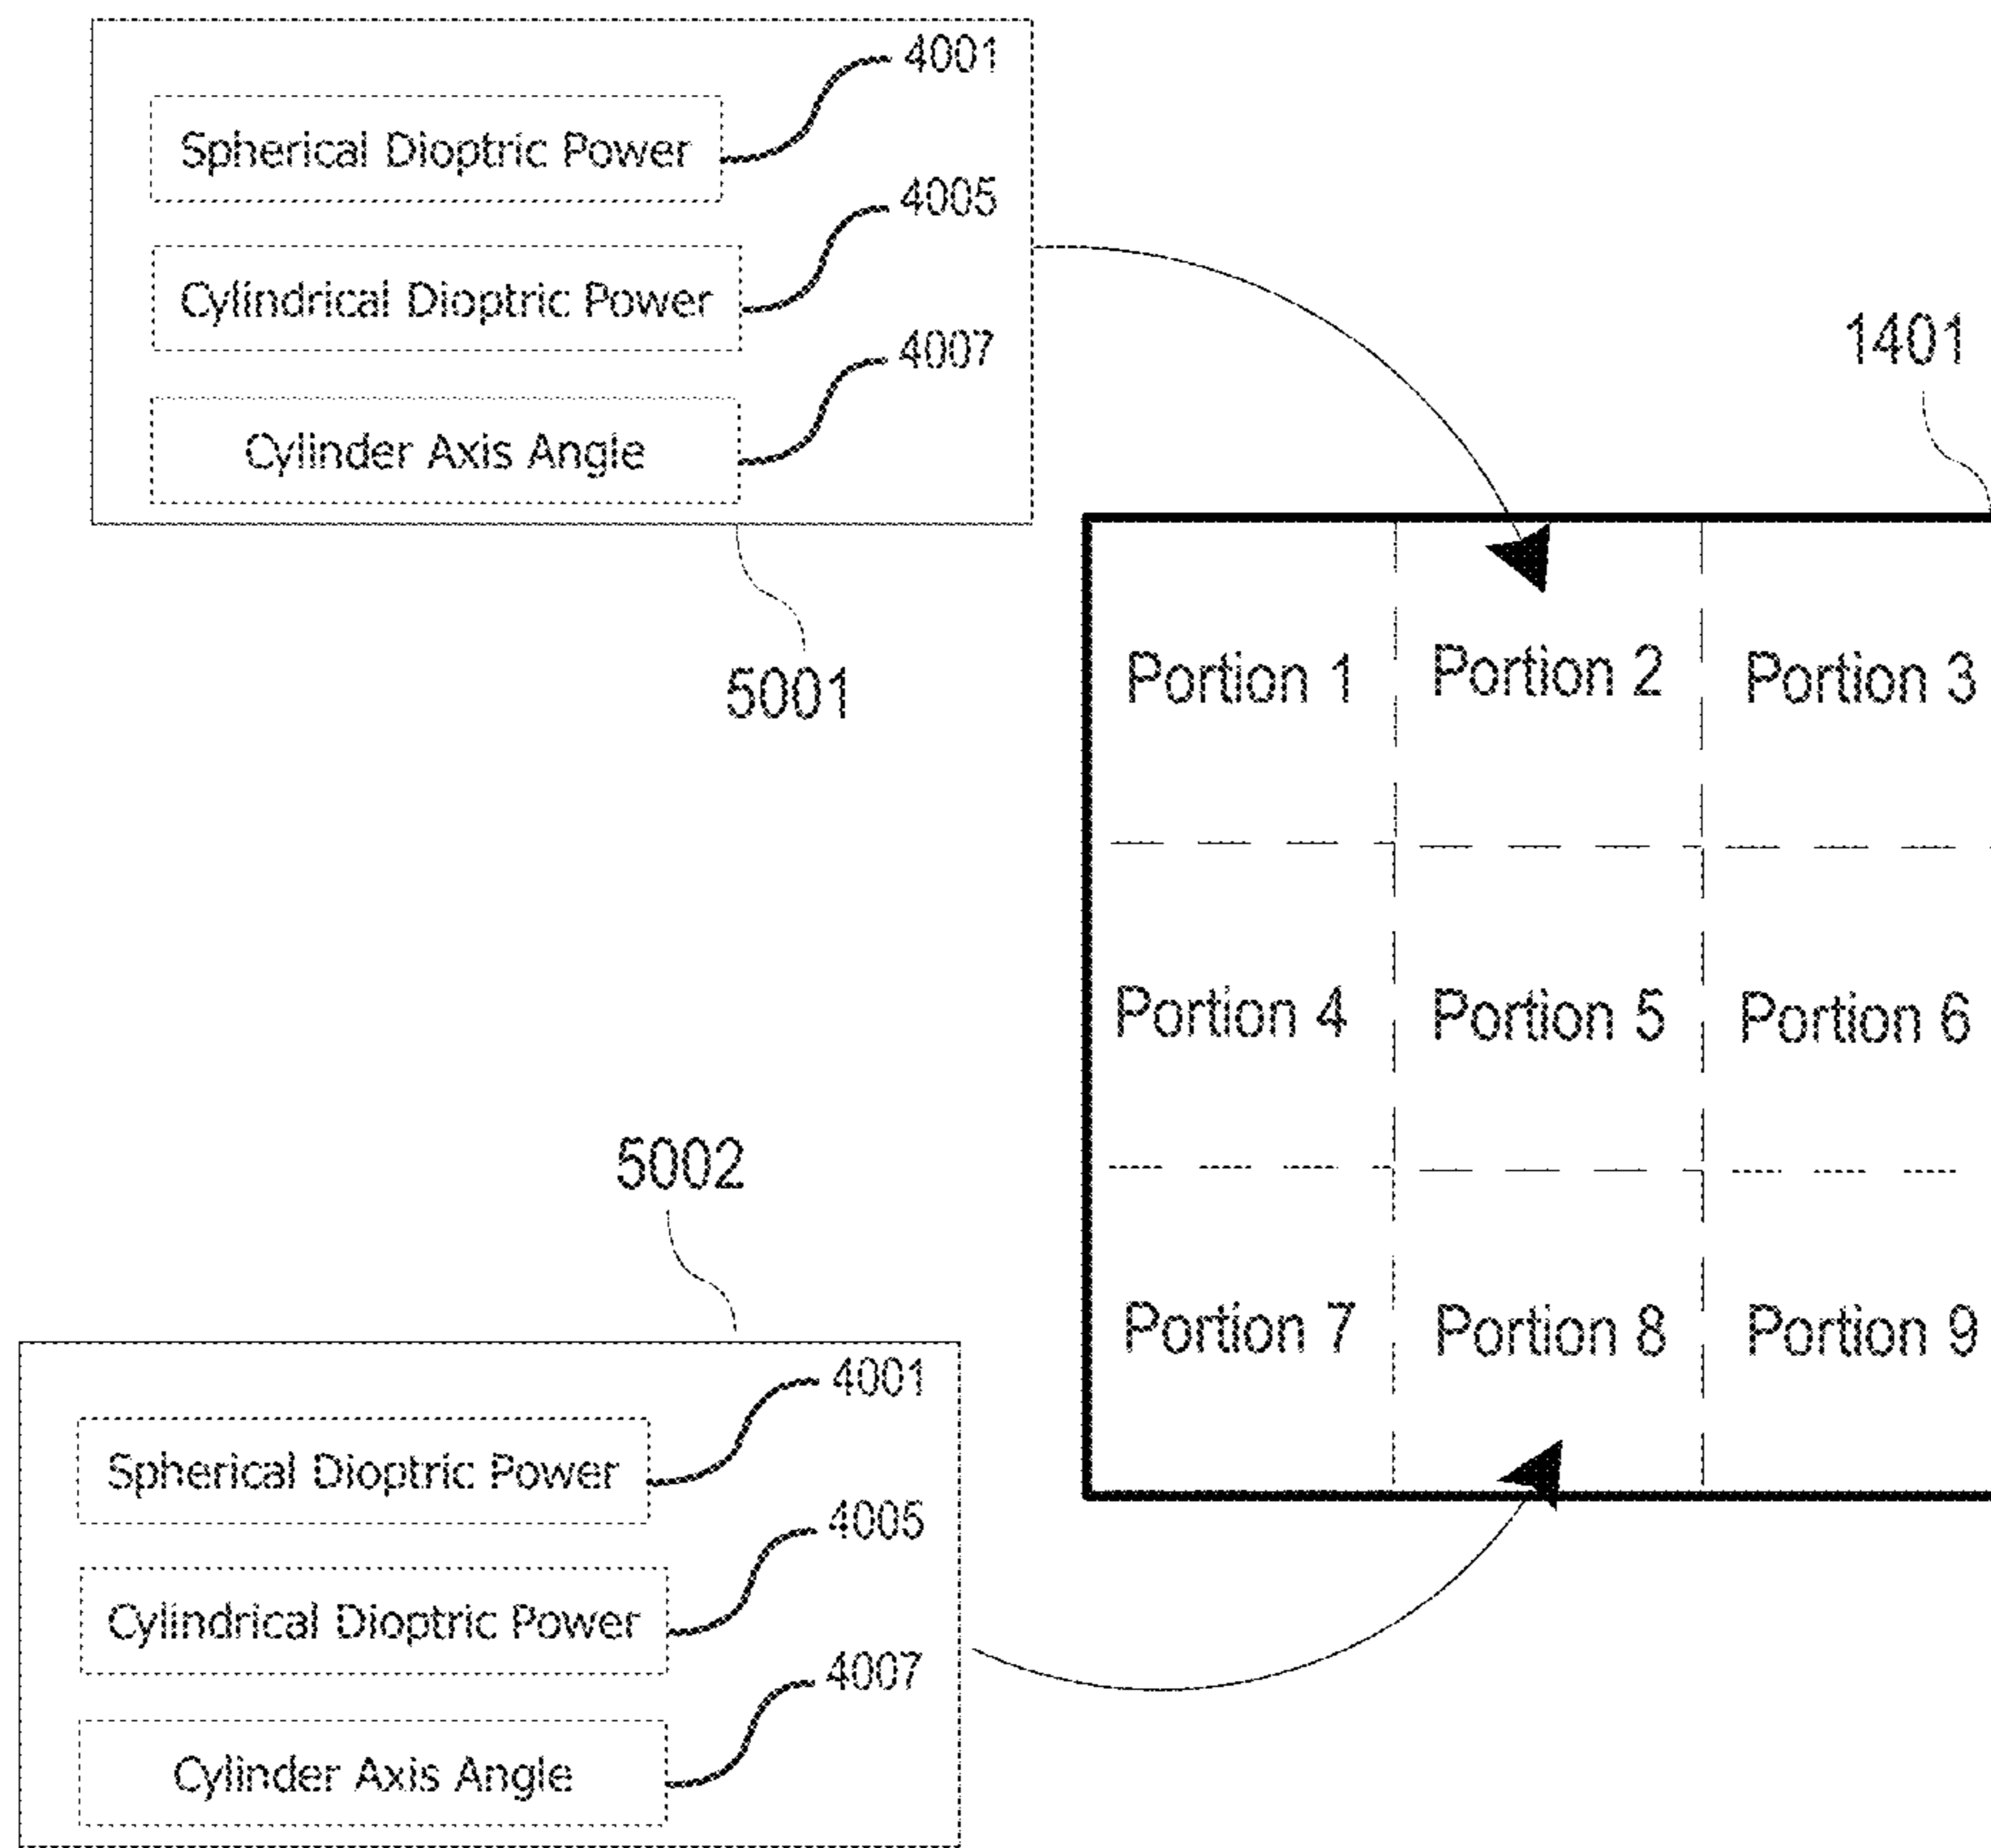 4001
Spherical Dioptric Power
4005
Cylindrical Dioptric Power
4007
Cylinder Axis Angle
5001
1401
Portion 1 Portion 2 Portion 3
Portion 4 Portion 5 Portion 6
Portion 7 Portion 8 Portion 9
5002
4001
Spherical Dioptric Power
4005
Cylindrical Dioptric Power
4007
Cylinder Axis Angle